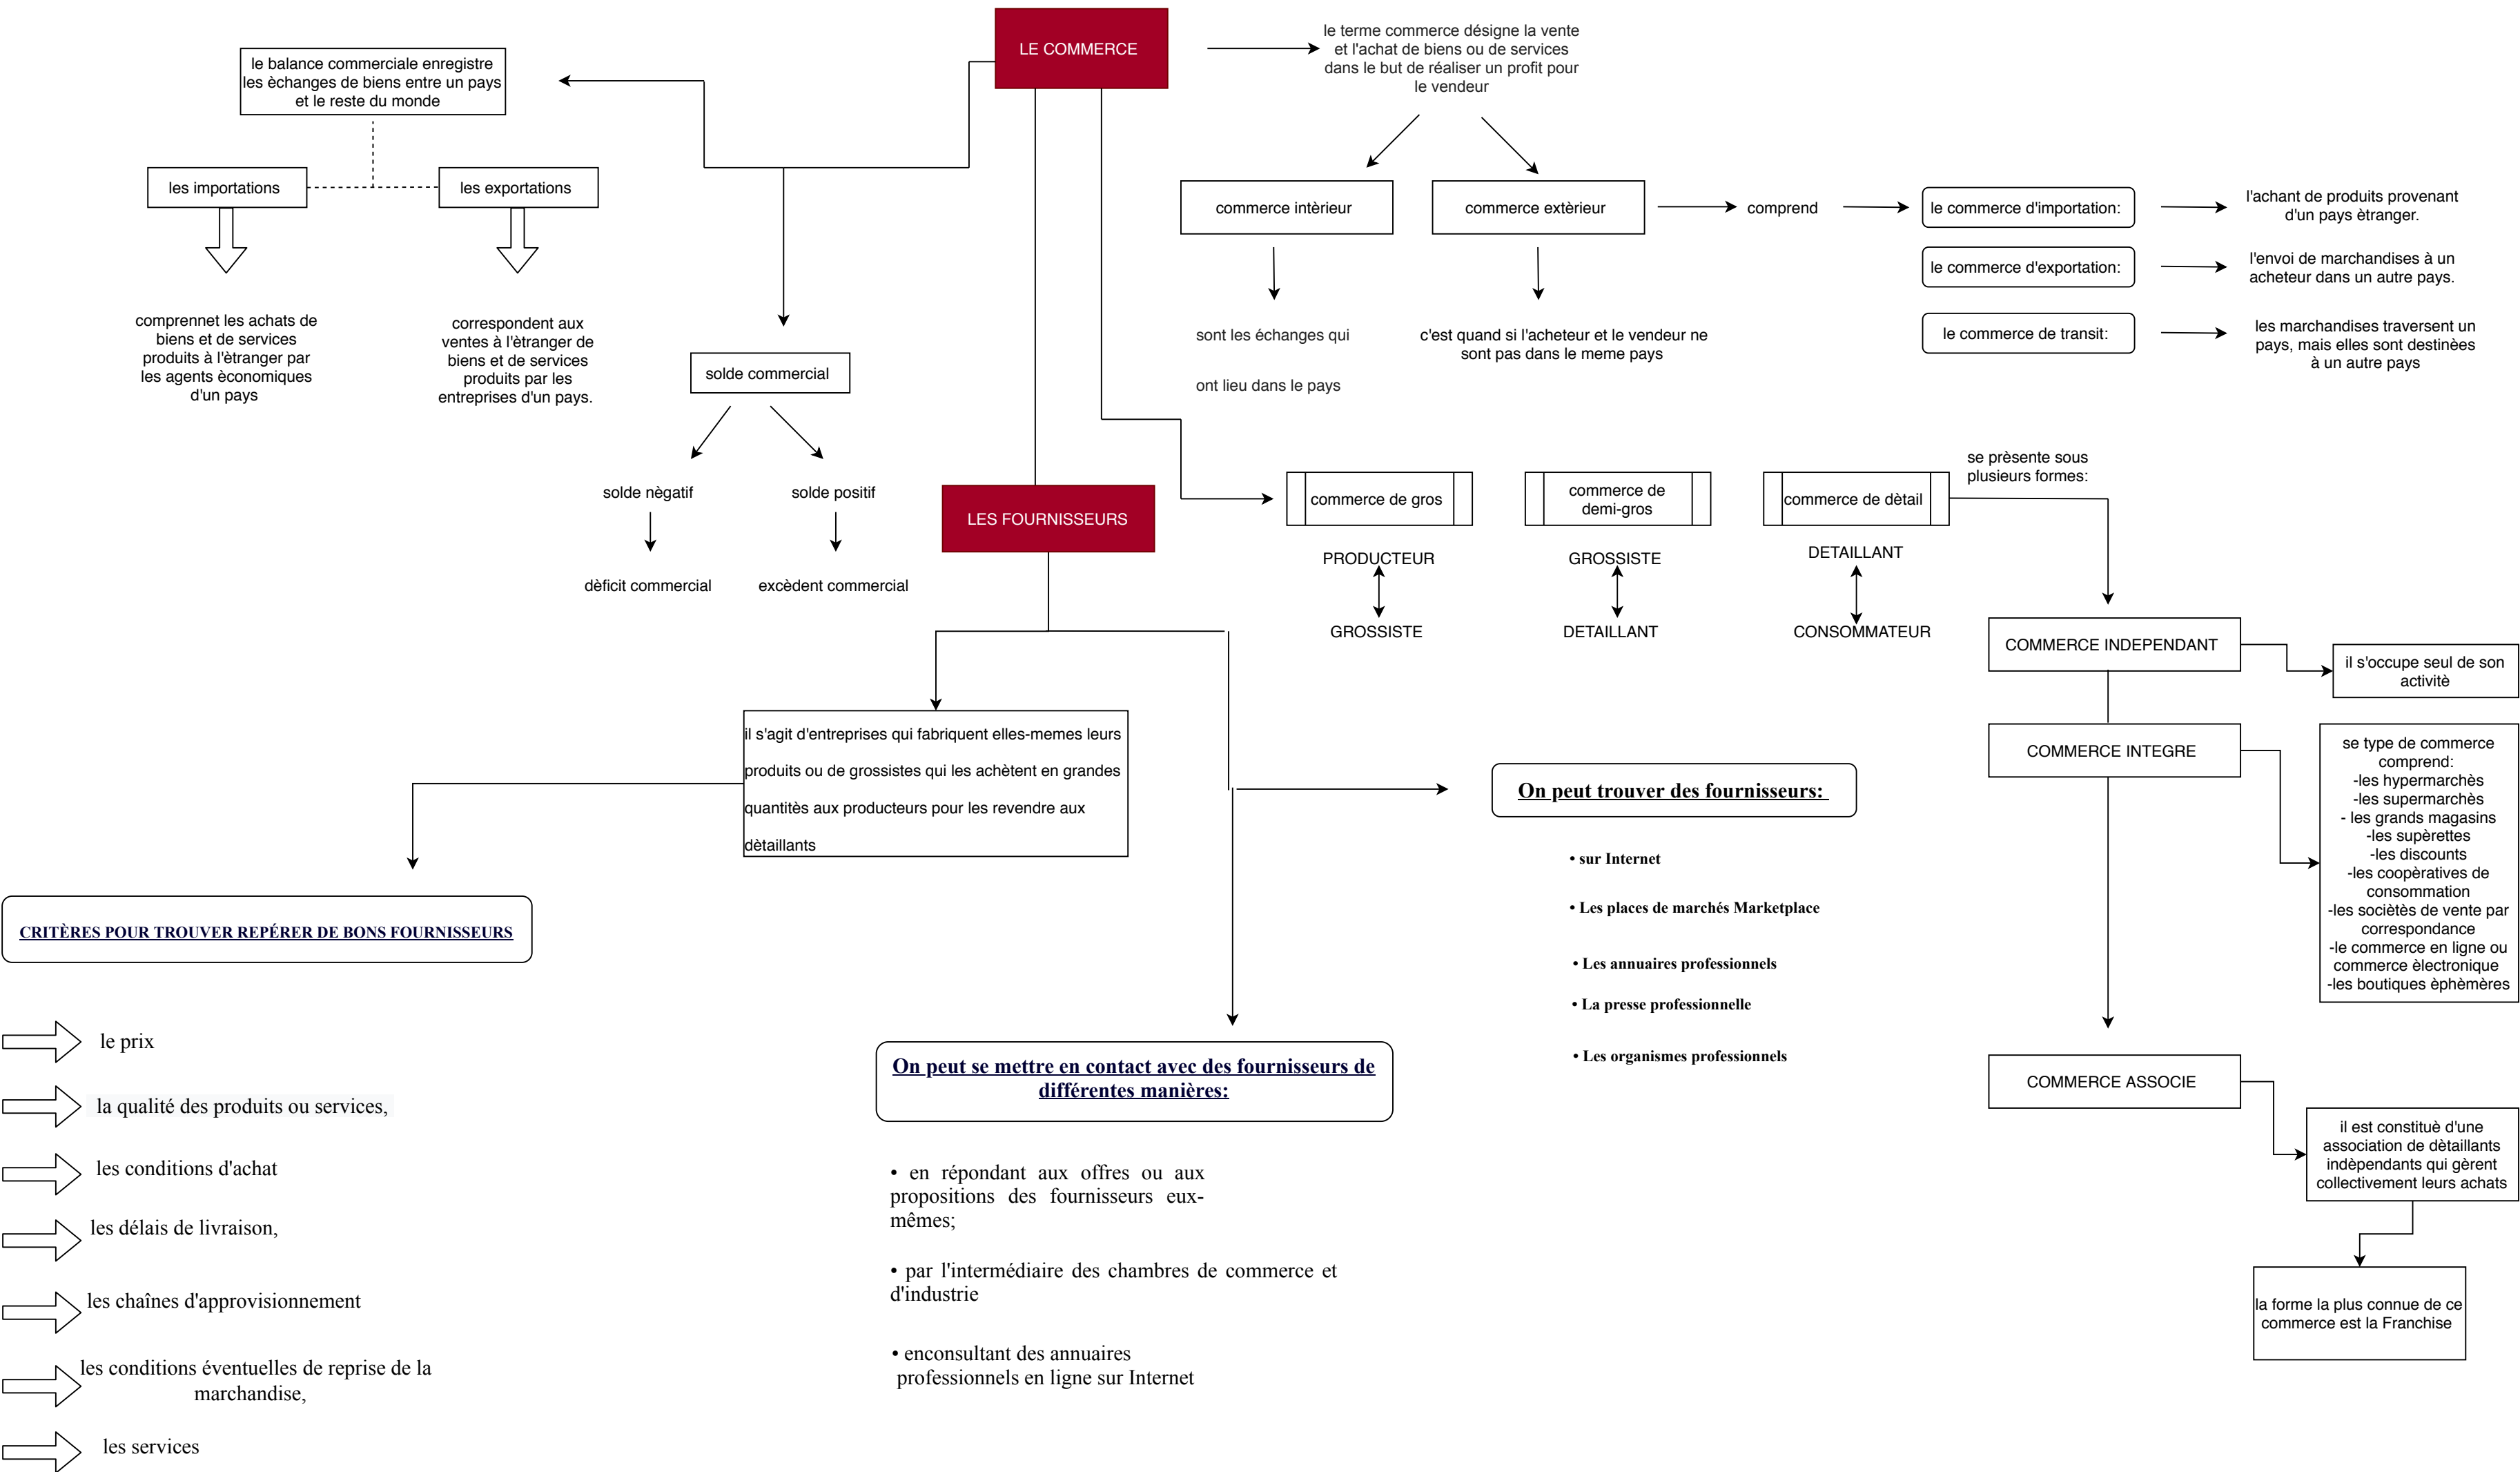 LE COMMERCE
le terme commerce désigne la vente
et l'achat de biens ou de services
dans le but de réaliser un profit pour
le vendeur
le balance commerciale enregistre
les èchanges de biens entre un pays
et le reste du monde
les importations
les exportations
comprennet les achats de
biens et de services
produits à l'ètranger par
les agents èconomiques
d'un pays
correspondent aux
ventes à l'ètranger de
biens et de services
produits par les
entreprises d'un pays.
solde commercial
solde nègatif
solde positif
dèficit commercial
excèdent commercial
commerce intèrieur
commerce extèrieur
comprend
le commerce d'importation:
l'achant de produits provenant
d'un pays ètranger.
le commerce d'exportation:
l'envoi de marchandises à un
acheteur dans un autre pays.
le commerce de transit:
les marchandises traversent un
pays, mais elles sont destinèes
à un autre pays
sont les échanges qui
ont lieu dans le pays
c'est quand si l'acheteur et le vendeur ne
sont pas dans le meme pays
commerce de gros
commerce de
demi-gros
commerce de dètail
se prèsente sous
plusieurs formes:
PRODUCTEUR
GROSSISTE
GROSSISTE
DETAILLANT
DETAILLANT
CONSOMMATEUR
COMMERCE INDEPENDANT
il s'occupe seul de son
activitè
COMMERCE INTEGRE
se type de commerce
comprend:
-les hypermarchès
-les supermarchès
- les grands magasins
-les supèrettes
-les discounts
-les coopèratives de
consommation
-les sociètès de vente par
correspondance
-le commerce en ligne ou
commerce èlectronique
-les boutiques èphèmères
COMMERCE ASSOCIE
il est constituè d'une
association de dètaillants
indèpendants qui gèrent
collectivement leurs achats
la forme la plus connue de ce
commerce est la Franchise
LES FOURNISSEURS
il s'agit d'entreprises qui fabriquent elles-memes leurs
produits ou de grossistes qui les achètent en grandes
quantitès aux producteurs pour les revendre aux
dètaillants
On peut trouver des fournisseurs:
• sur Internet
• Les places de marchés Marketplace
• Les annuaires professionnels
• La presse professionnelle
• Les organismes professionnels
CRITÈRES POUR TROUVER REPÉRER DE BONS FOURNISSEURS
le prix
la qualité des produits ou services,
les conditions d'achat
les délais de livraison,
les chaînes d'approvisionnement
les conditions éventuelles de reprise de la
marchandise,
les services
On peut se mettre en contact avec des fournisseurs de
différentes manières:
• en répondant aux offres ou aux
propositions des fournisseurs eux-
mêmes;
• par l'intermédiaire des chambres de commerce et
d'industrie
• enconsultant des annuaires
professionnels en ligne sur Internet